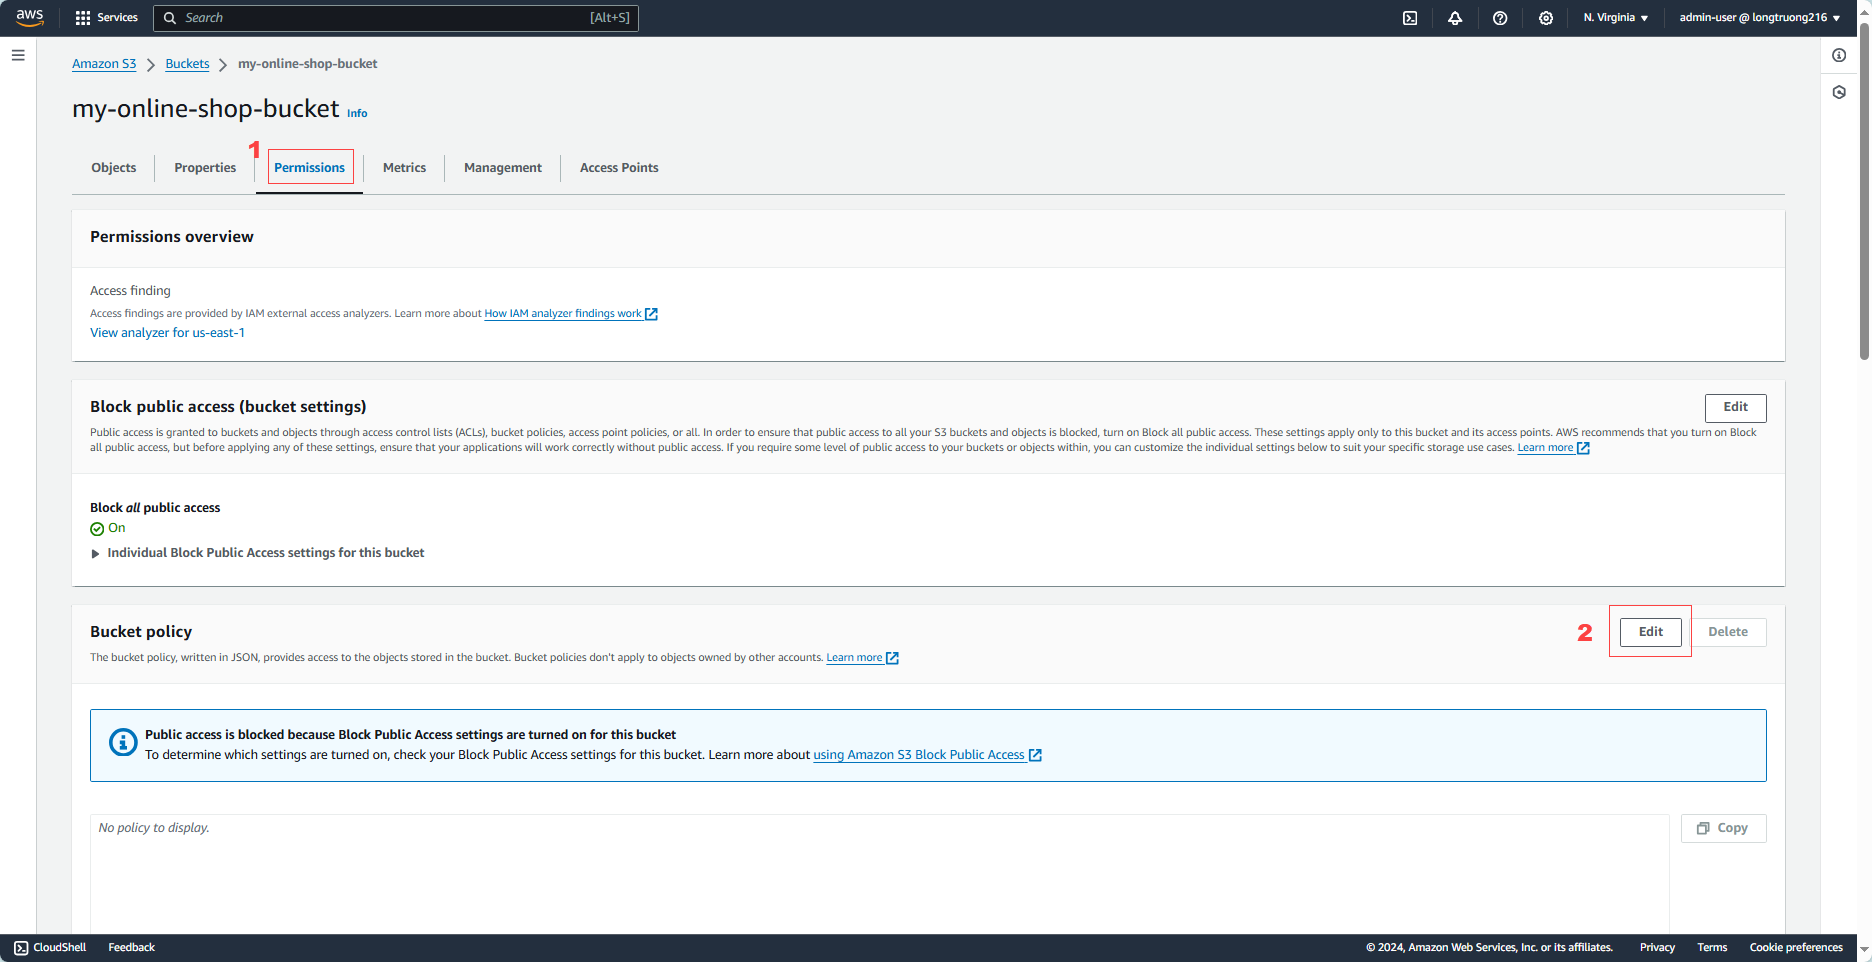 aws
Services
Search
[Alt+S]
N. Virginia
admin-user @ longtruong216
Amazon S3
Buckets
my-online-shop-bucket
my-online-shop-bucket Info
1
Objects
Properties
Permissions
Metrics
Management
Access Points
Permissions overview
Access finding
Access findings are provided by IAM external access analyzers. Learn more about How IAM analyzer findings work
View analyzer for us-east-1
Block public access (bucket settings)
Edit
Public access is granted to buckets and objects through access control lists (ACLs), bucket policies, access point policies, or all. In order to ensure that public access to all your S3 buckets and objects is blocked, turn on Block all public access. These settings apply only to this bucket and its access points. AWS recommends that you turn on Block
all public access, but before applying any of these settings, ensure that your applications will work correctly without public access. If you require some level of public access to your buckets or objects within, you can customize the individual settings below to suit your specific storage use cases. Learn more
Block all public access
On
Individual Block Public Access settings for this bucket
Bucket policy
2
Edit
Delete
The bucket policy, written in JSON, provides access to the objects stored in the bucket. Bucket policies don't apply to objects owned by other accounts. Learn more
Public access is blocked because Block Public Access settings are turned on for this bucket
To determine which settings are turned on, check your Block Public Access settings for this bucket. Learn more about using Amazon S3 Block Public Access
No policy to display.
Copy
CloudShell
Feedback
© 2024, Amazon Web Services, Inc. or its affiliates.
Privacy
Terms
Cookie preferences